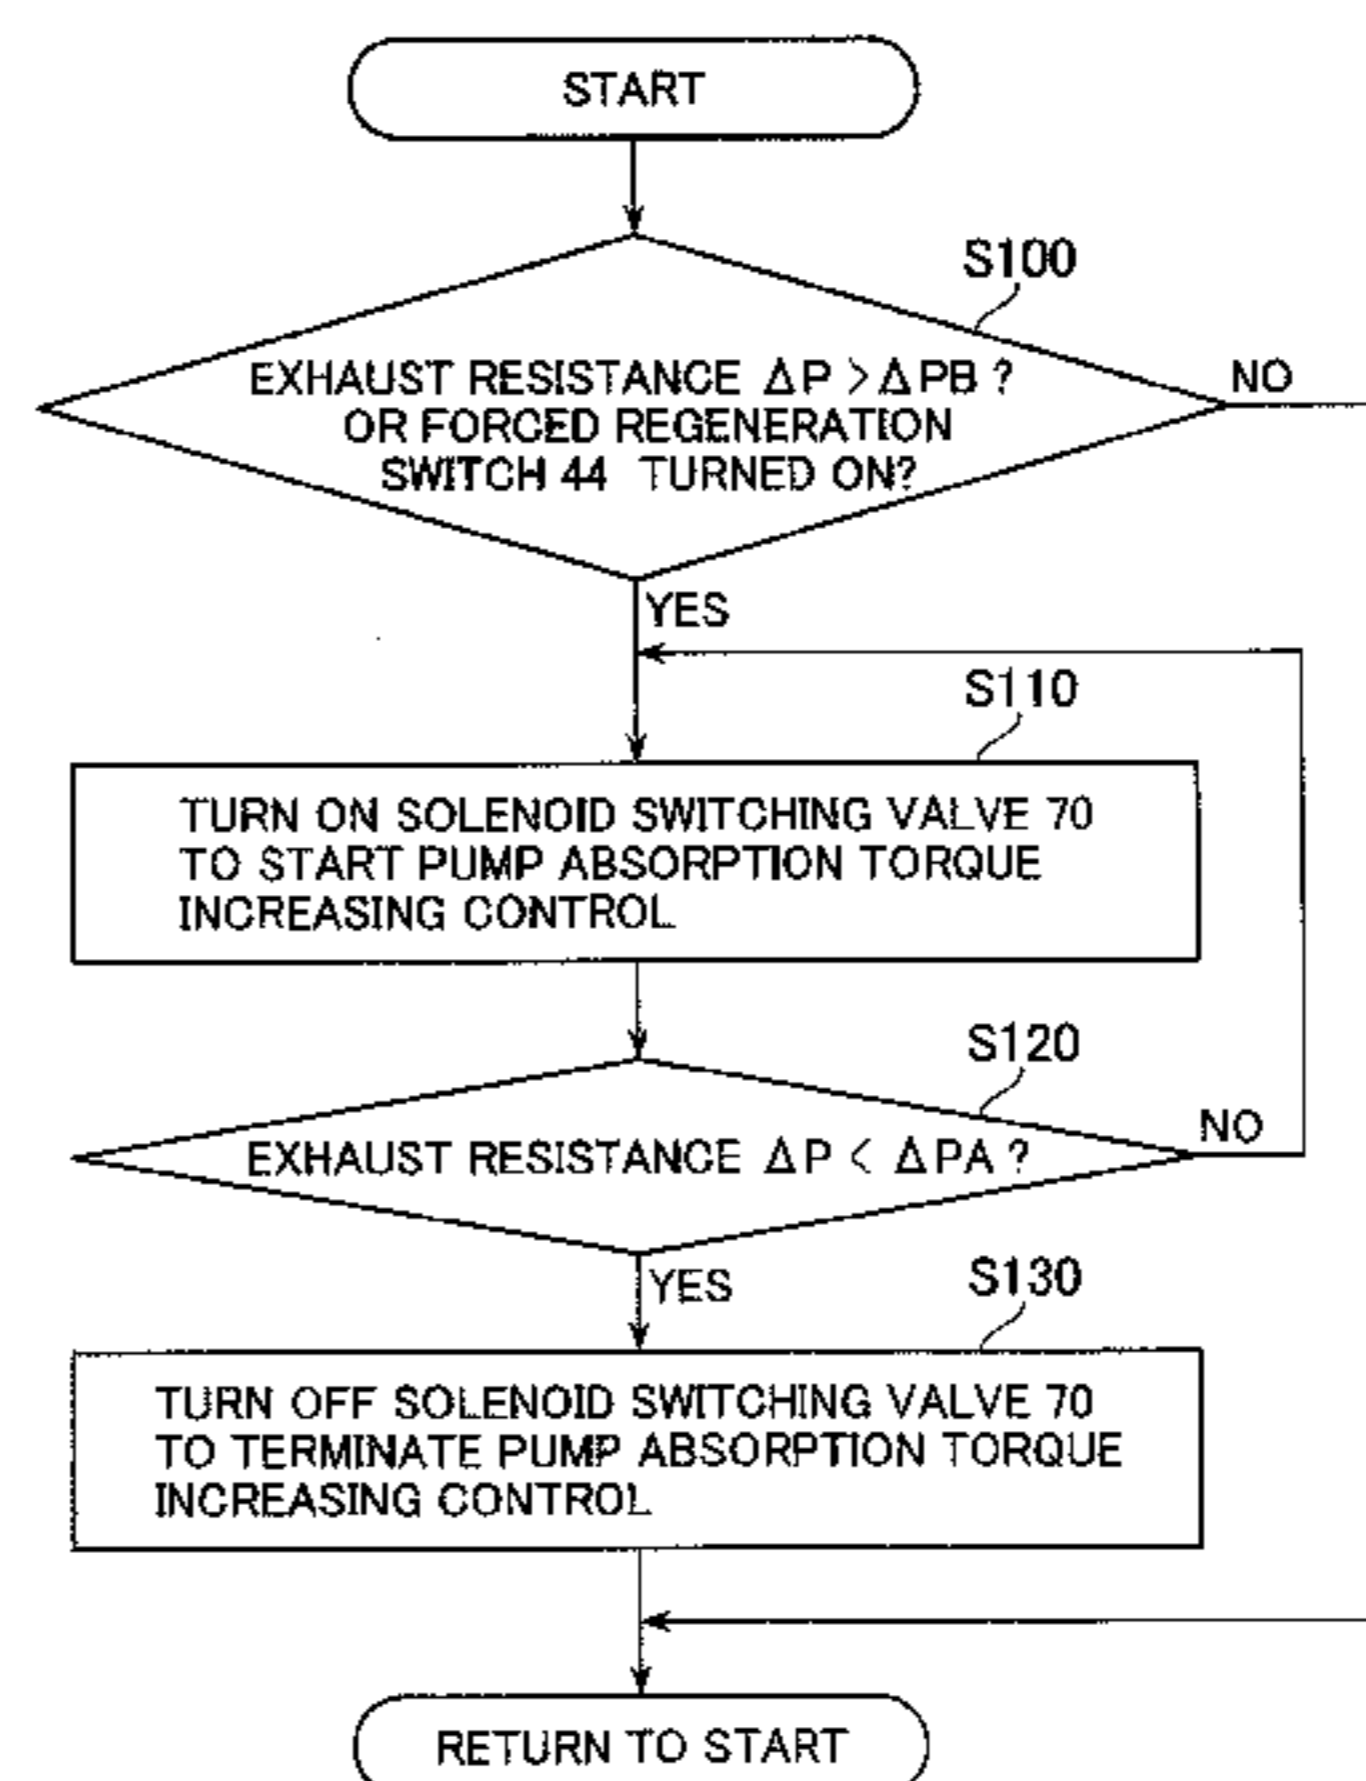 START
S100
EXHAUST RESISTANCE ΔP > ΔPB ?
OR FORCED REGENERATION
SWITCH 44 TURNED ON?
NO
YES
S110
TURN ON SOLENOID SWITCHING VALVE 70
TO START PUMP ABSORPTION TORQUE
INCREASING CONTROL
S120
EXHAUST RESISTANCE ΔP < ΔPA ?
NO
YES
S130
TURN OFF SOLENOID SWITCHING VALVE 70
TO TERMINATE PUMP ABSORPTION TORQUE
INCREASING CONTROL
RETURN TO START